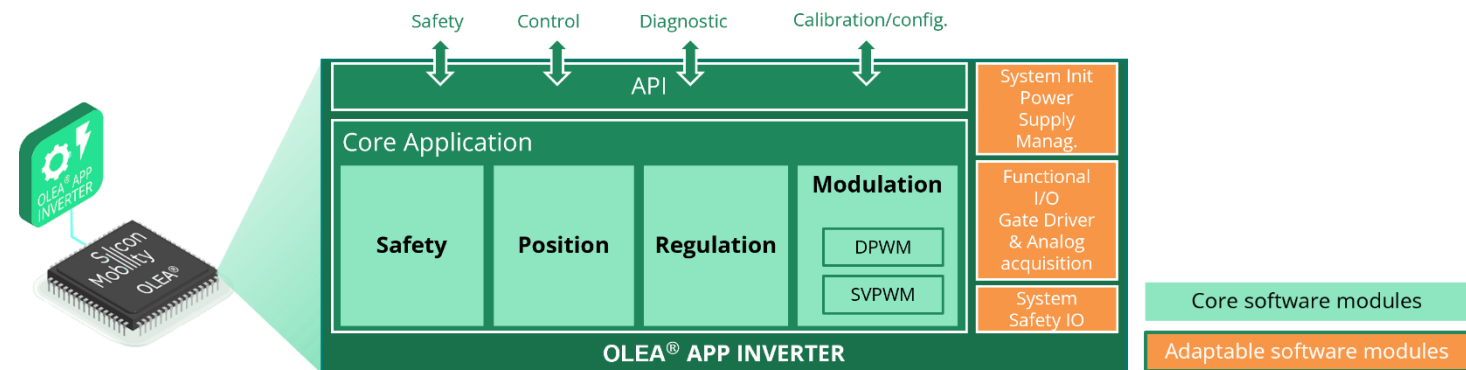 Safety
Control
Diagnostic
Calibration/config.
API
System Init
Power
Supply
Manag.
Core Application
Safety
Position
Regulation
Modulation
DPWM
SVPWM
Functional
I/O
Gate Driver
& Analog
acquisition
System
Safety IO
OLEA® APP INVERTER
OLEA® APP
INVERTER
Silicon
Mobility
OLEA®
Core software modules
Adaptable software modules